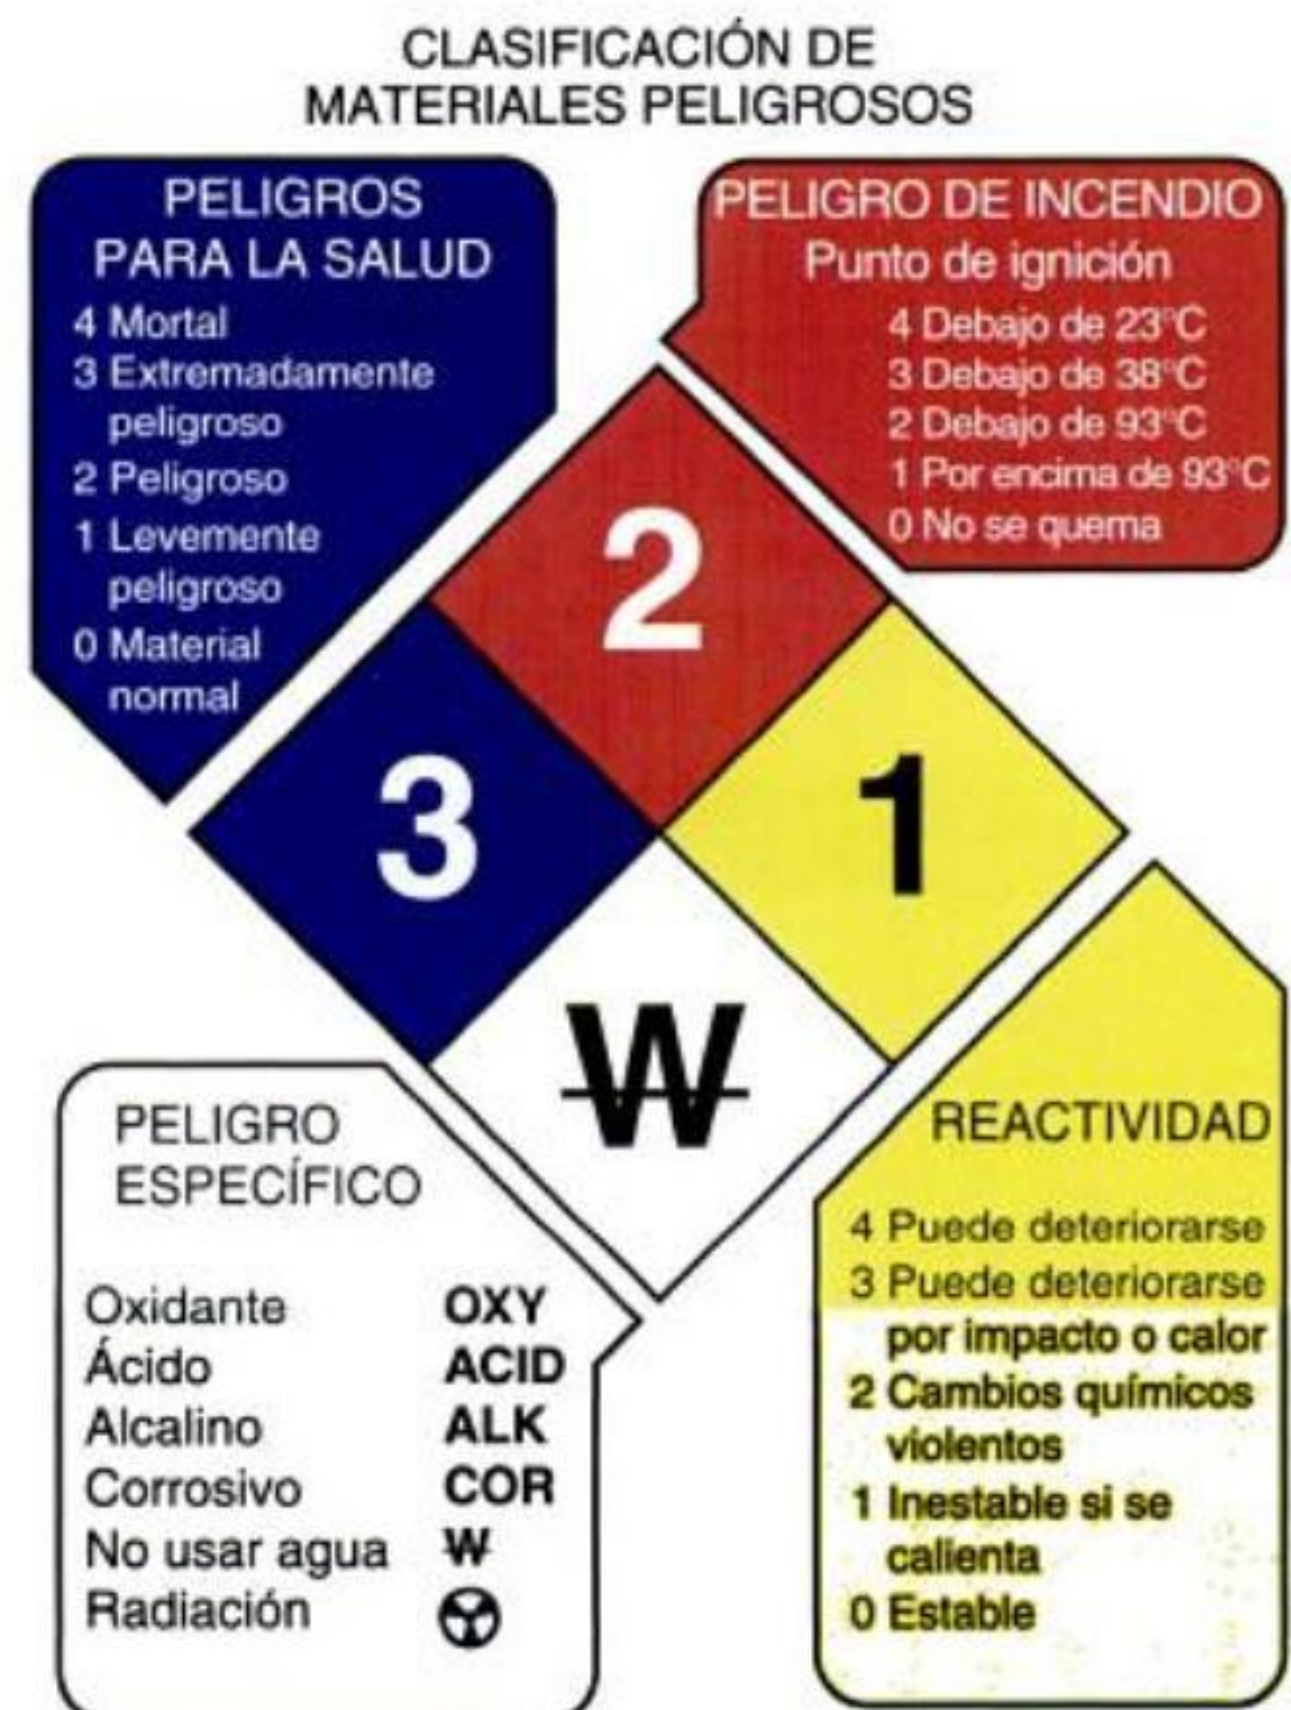 CLASIFICACIÓN DE
MATERIALES PELIGROSOS
PELIGROS
PARA LA SALUD
4 Mortal
3 Extremadamente
peligroso
2 Peligroso
1 Levemente
peligroso
0 Material
normal
PELIGRO DE INCENDIO
Punto de ignición
4 Debajo de 23°C
3 Debajo de 38°C
2 Debajo de 93°C
1 Por encima de 93°C
0 No se quema
2
3
1
W
PELIGRO
ESPECÍFICO
Oxidante OXY
Ácido ACID
Alcalino ALK
Corrosivo COR
No usar agua W
Radiación
REACTIVIDAD
4 Puede deteriorarse
3 Puede deteriorarse
por impacto o calor
2 Cambios químicos
violentos
1 Inestable si se
calienta
0 Estable